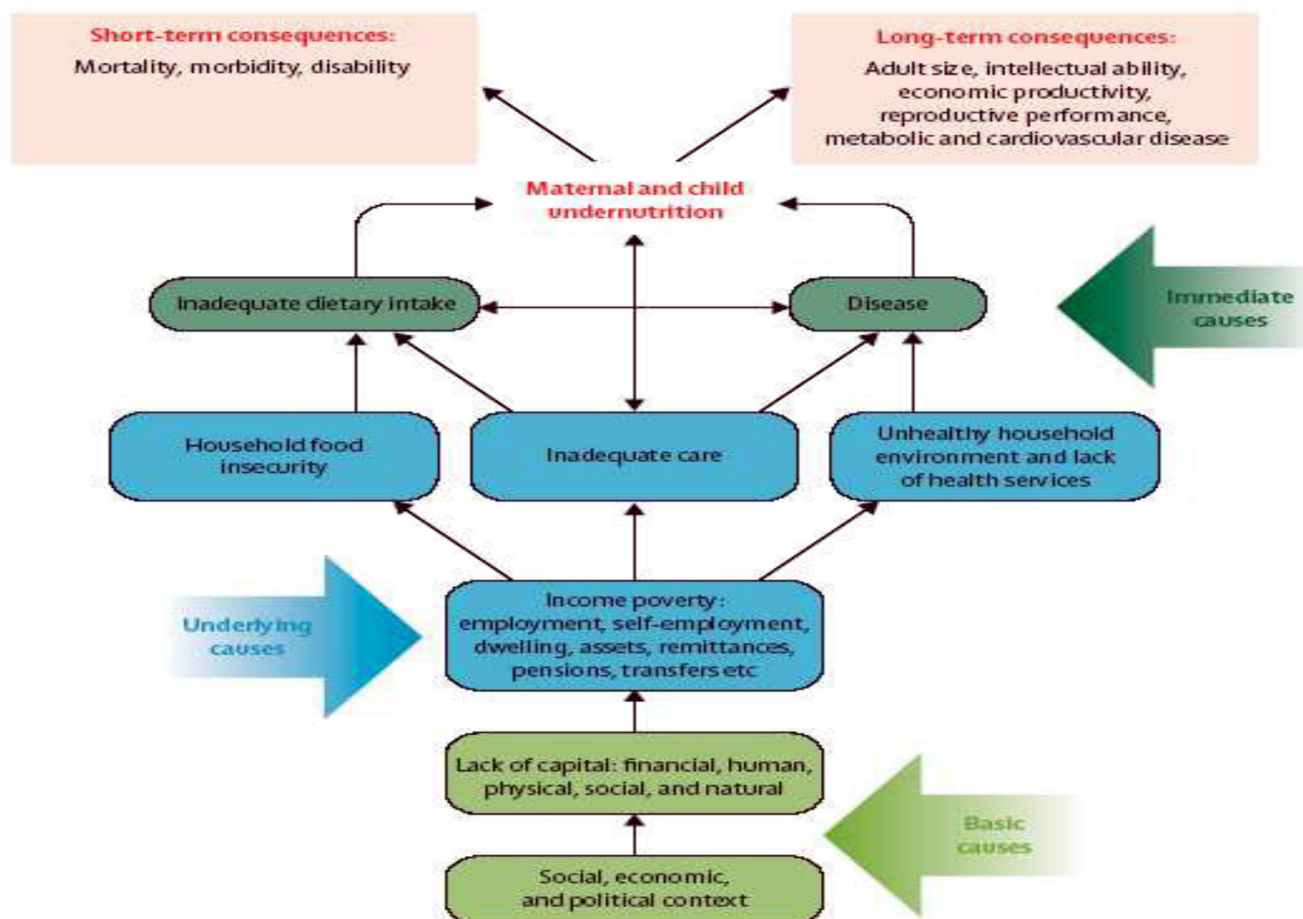 Short-term consequences:
Mortality, morbidity, disability
Long-term consequences:
Adult size, intellectual ability,
economic productivity,
reproductive performance,
metabolic and cardiovascular disease
Maternal and child
undernutrition
Inadequate dietary intake
Disease
Immediate
causes
Household food
insecurity
Inadequate care
Unhealthy household
environment and lack
of health services
Underlying
causes
Income poverty:
employment, self-employment,
dwelling, assets, remittances,
pensions, transfers etc
Lack of capital: financial, human,
physical, social, and natural
Basic
causes
Social, economic,
and political context